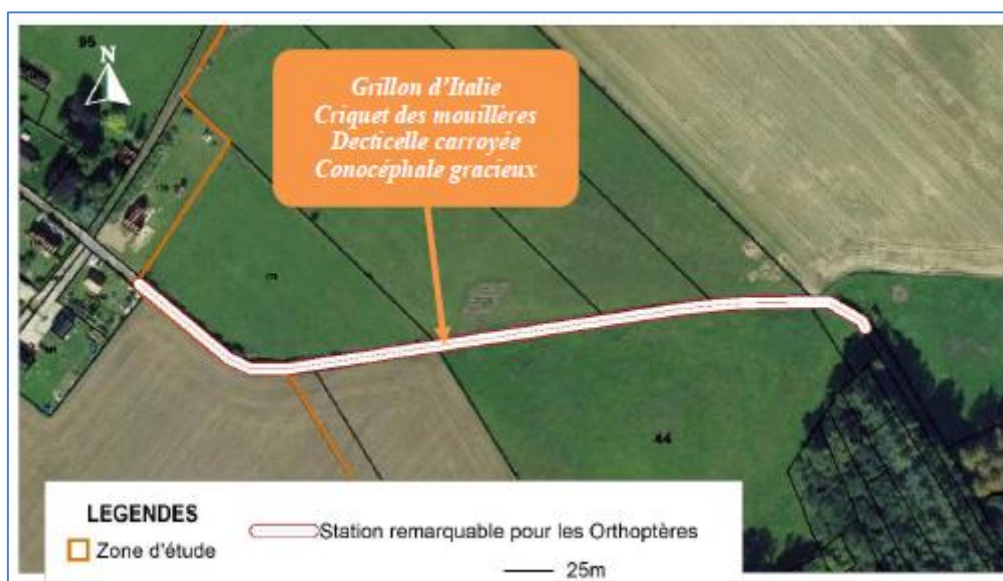 95
N
Grillon d'Italie
Criquet des mouillères
Decticelle carroyée
Conocéphale gracieux
44
LEGENDES
Zone d'étude
Station remarquable pour les Orthoptères
25m